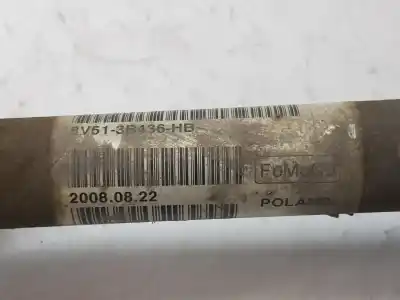 8V51-3B436-HB
FoMoCo
2008.08.22
POLAND